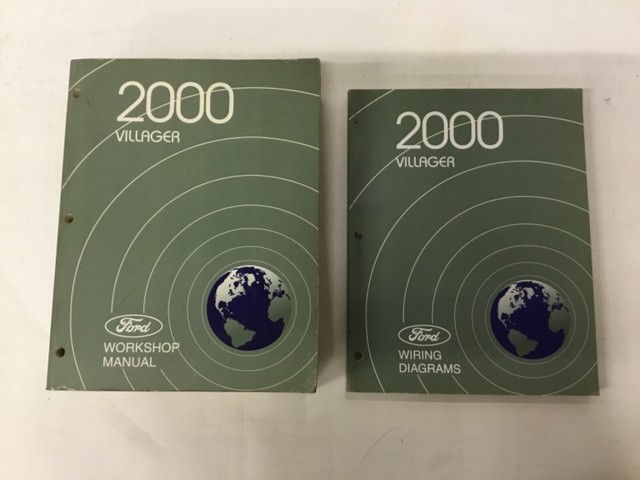 2000
VILLAGER
Ford
WORKSHOP
MANUAL
2000
VILLAGER
Ford
WIRING
DIAGRAMS